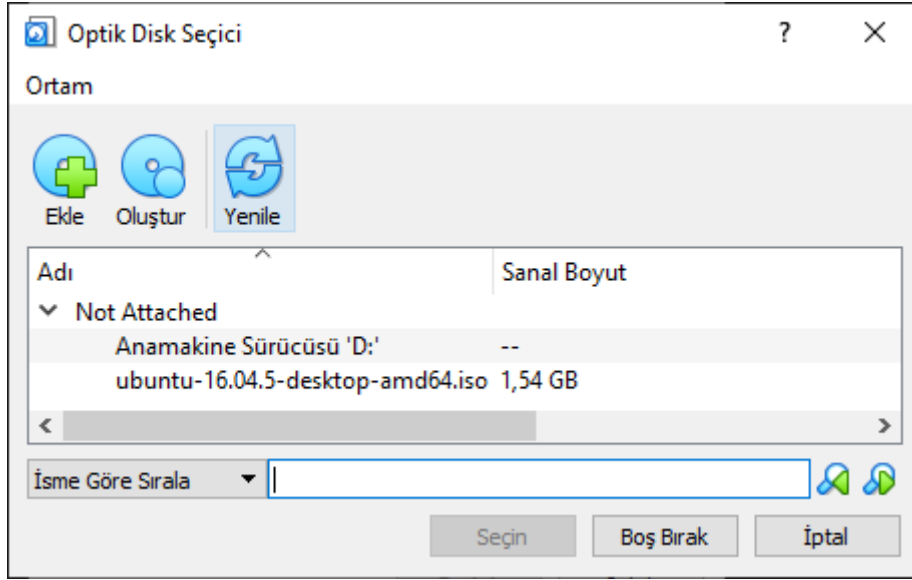 Optik Disk Seçici
Ortam
Ekle Oluştur Yenile
Adı Sanal Boyut
Not Attached
Anamakine Sürücüsü 'D:' --
ubuntu-16.04.5-desktop-amd64.iso 1,54 GB
İsme Göre Sırala
Seçin Boş Bırak İptal